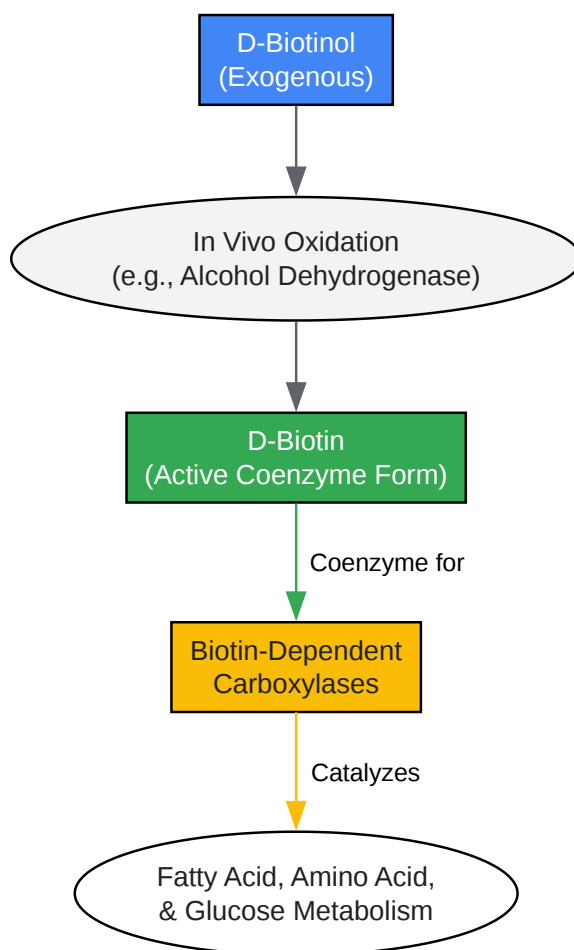 D-Biotinol
(Exogenous)
In Vivo Oxidation
(e.g., Alcohol Dehydrogenase)
D-Biotin
(Active Coenzyme Form)
Coenzyme for
Biotin-Dependent
Carboxylases
Catalyzes
Fatty Acid, Amino Acid,
& Glucose Metabolism